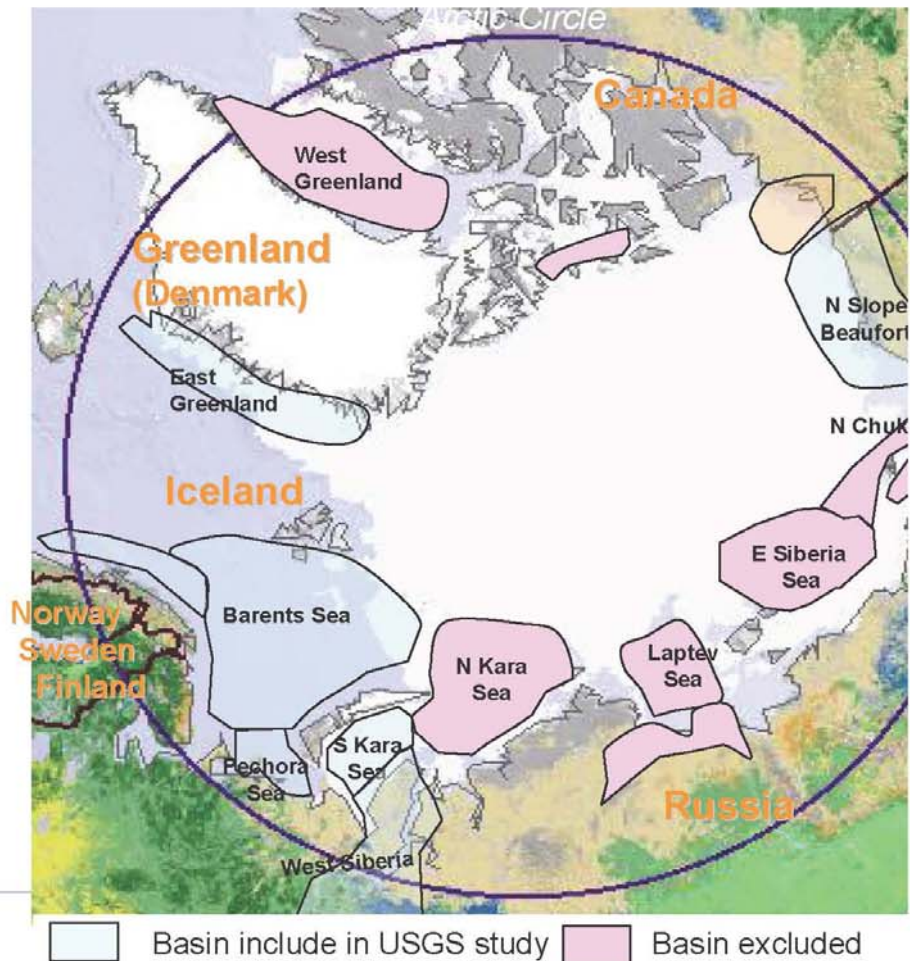 Arctic Circle
Canada
West
Greenland
Greenland
(Denmark)
N Slope
Beaufort
East
Greenland
N Chuk
Iceland
E Siberia
Sea
Barents Sea
Norway
Sweden
Finland
N Kara
Sea
Laptev
Sea
S Kara
Sea
Pechora
Sea
Russia
West Siberia
Basin include in USGS study
Basin excluded